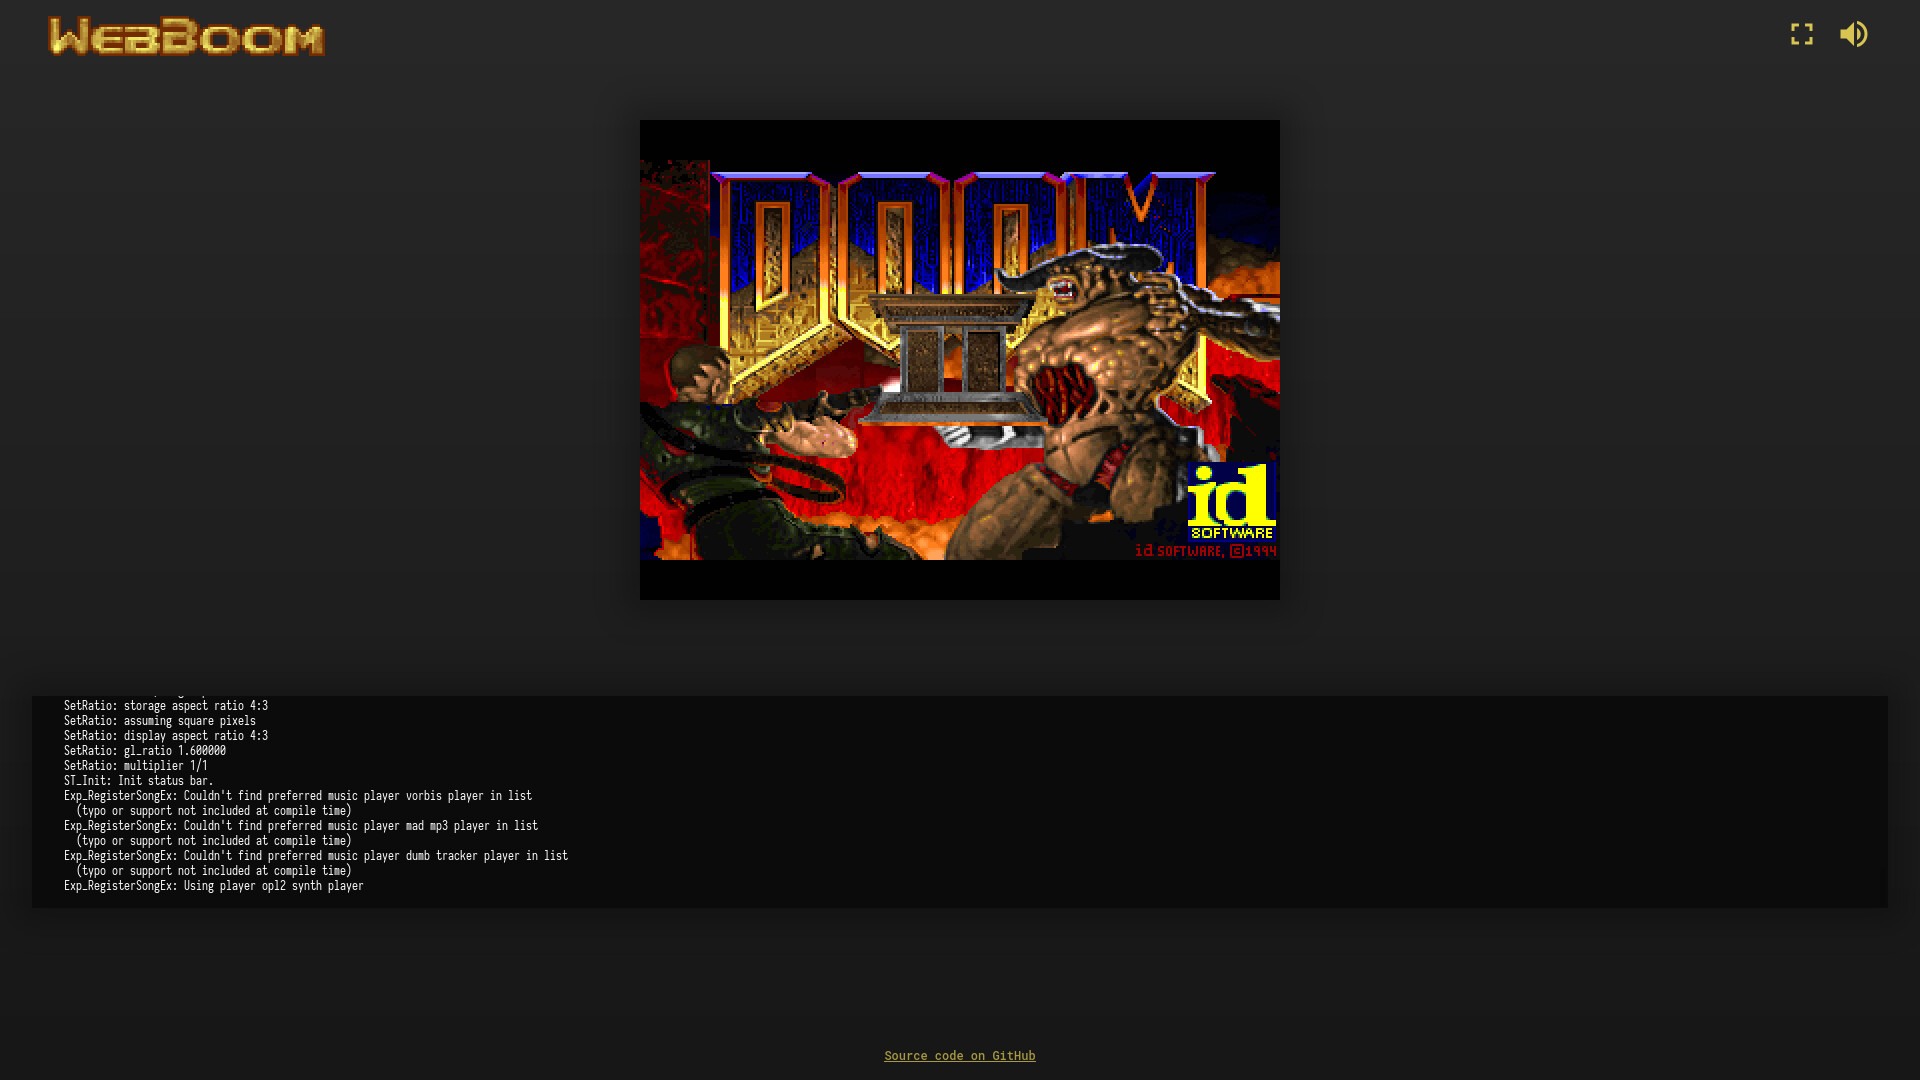 WEBBOOM
DOOM
II
id
SOFTWARE
id SOFTWARE, ©1994
SetRatio: storage aspect ratio 4:3
SetRatio: assuming square pixels
SetRatio: display aspect ratio 4:3
SetRatio: gl_ratio 1.600000
SetRatio: multiplier 1/1
ST_Init: Init status bar.
Exp_RegisterSongEx: Couldn't find preferred music player vorbis player in list
(typo or support not included at compile time)
Exp_RegisterSongEx: Couldn't find preferred music player mad mp3 player in list
(typo or support not included at compile time)
Exp_RegisterSongEx: Couldn't find preferred music player dumb tracker player in list
(typo or support not included at compile time)
Exp_RegisterSongEx: Using player opl2 synth player
Source code on GitHub